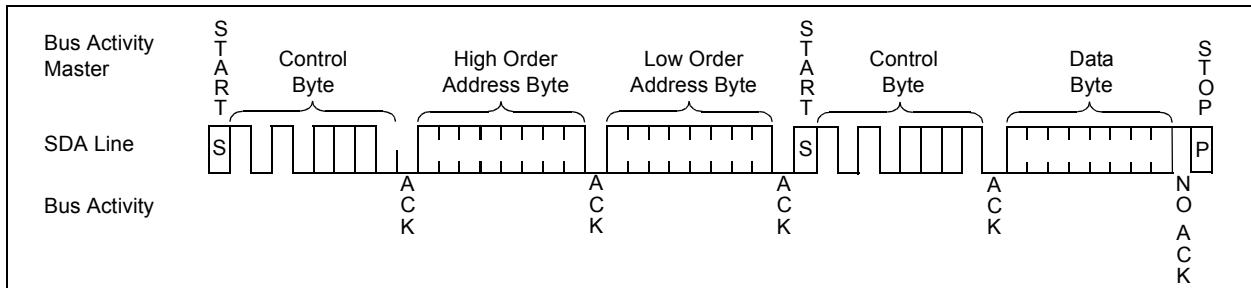 Bus Activity
Master
START
Control
Byte
High Order
Address Byte
Low Order
Address Byte
START
Control
Byte
Data
Byte
STOP
SDA Line
S
S
P
Bus Activity
ACK
ACK
ACK
ACK
NO ACK